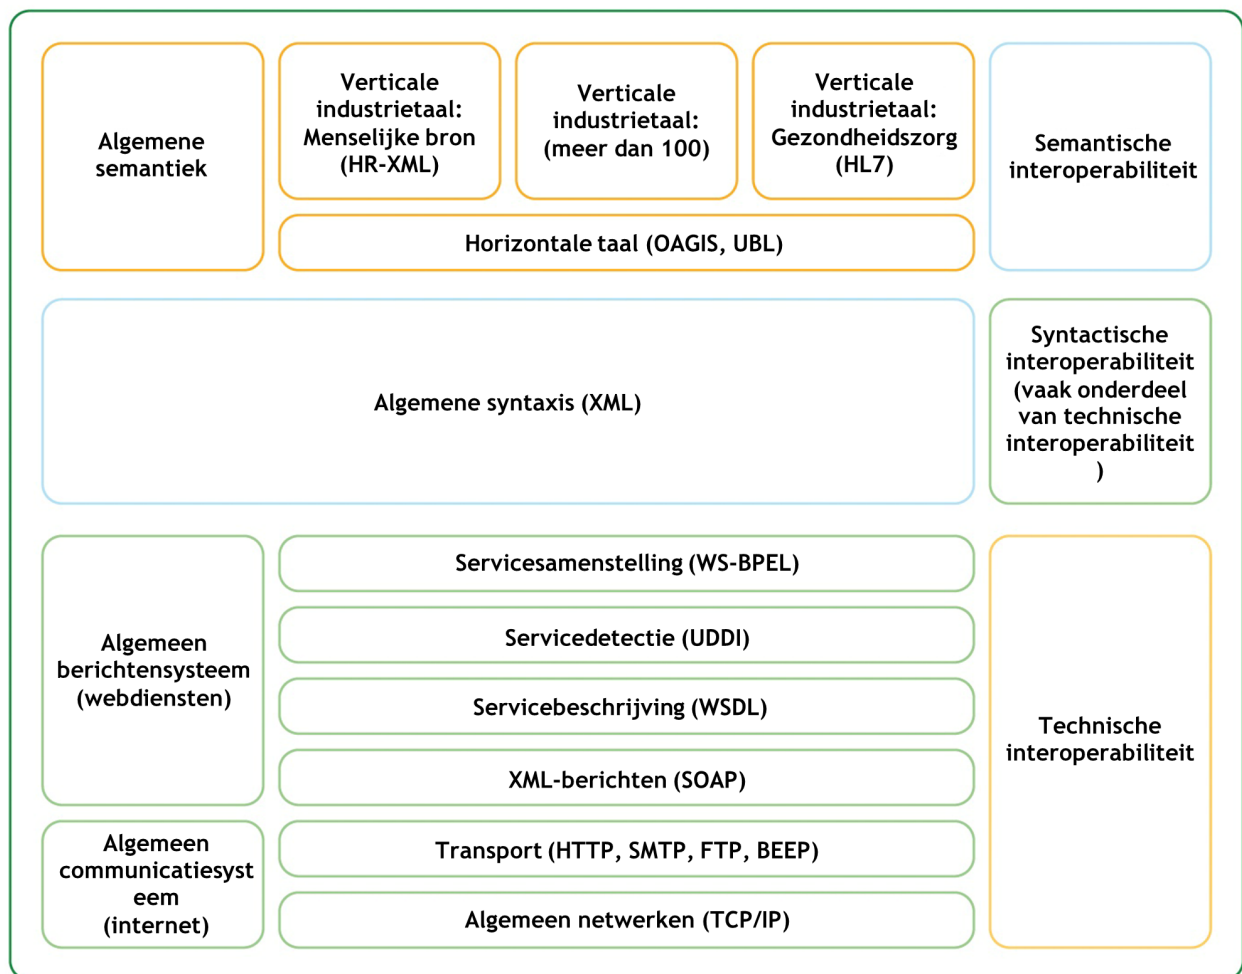 Algemene
semantiek
Verticale
industrietaal:
Menselijke bron
(HR-XML)
Verticale
industrietaal:
(meer dan 100)
Verticale
industrietaal:
Gezondheidszorg
(HL7)
Horizontale taal (OAGIS, UBL)
Semantische
interoperabiliteit
Algemene syntaxis (XML)
Syntactische
interoperabiliteit
(vaak onderdeel
van technische
interoperabiliteit
)
Algemeen
berichtensysteem
(webdiensten)
Servicesamenstelling (WS-BPEL)
Servicedetectie (UDDI)
Servicebeschrijving (WSDL)
XML-berichten (SOAP)
Algemeen
communicatiesyst
eem
(internet)
Transport (HTTP, SMTP, FTP, BEEP)
Algemeen netwerken (TCP/IP)
Technische
interoperabiliteit